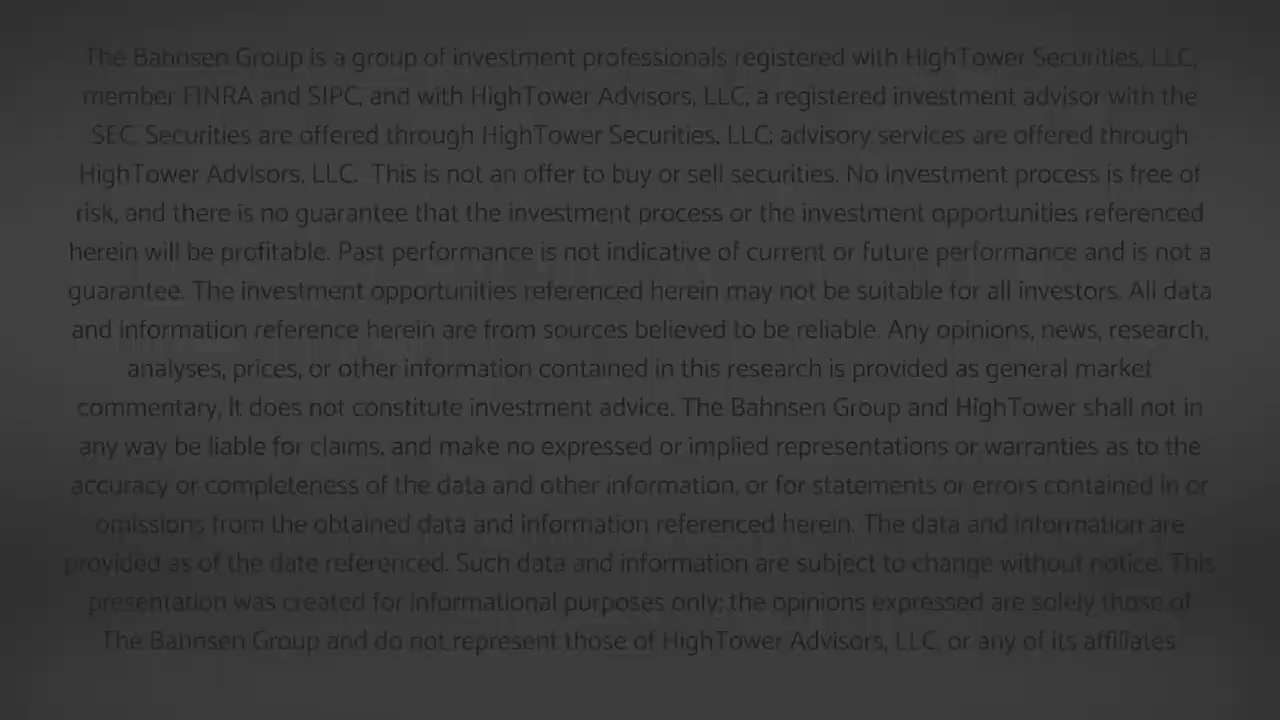 The Bahnsen Group is a group of investment professionals registered with HighTower Securities, LLC,
member FINRA and SIPC, and with HighTower Advisors, LLC, a registered investment advisor with the
SEC. Securities are offered through HighTower Securities, LLC; advisory services are offered through
HighTower Advisors, LLC. This is not an offer to buy or sell securities. No investment process is free of
risk, and there is no guarantee that the investment process or the investment opportunities referenced
herein will be profitable. Past performance is not indicative of current or future performance and is not a
guarantee. The investment opportunities referenced herein may not be suitable for all investors. All data
and information reference herein are from sources believed to be reliable. Any opinions, news, research,
analyses, prices, or other information contained in this research is provided as general market
commentary, it does not constitute investment advice. The Bahnsen Group and HighTower shall not in
any way be liable for claims, and make no expressed or implied representations or warranties as to the
accuracy or completeness of the data and other information, or for statements or errors contained in or
omissions from the obtained data and information referenced herein. The data and information are
provided as of the date referenced. Such data and information are subject to change without notice. This
presentation was created for informational purposes only; the opinions expressed are solely those of
The Bahnsen Group and do not represent those of HighTower Advisors, LLC, or any of its affiliates.